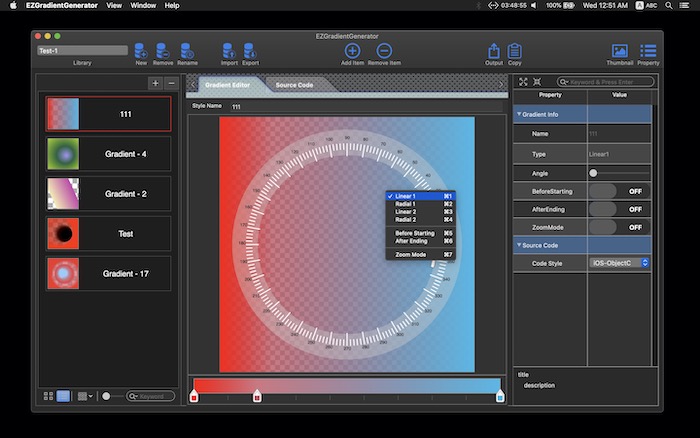 EZGradientGenerator View Window Help 03:48:55 100% Wed 12:51 AM A ABC
EZGradientGenerator
Test-1
Library New Remove Rename Import Export Add Item Remove Item Output Copy Thumbnail Property
+ −
111
Gradient - 4
Gradient - 2
Test
Gradient - 17
Keyword
Gradient Editor Source Code
Style Name 111
✓ Linear 1 ⌘1
Radial 1 ⌘2
Linear 2 ⌘3
Radial 2 ⌘4
Before Starting ⌘5
After Ending ⌘6
Zoom Mode ⌘7
Keyword & Press Enter
Property Value
Gradient Info
Name 111
Type Linear1
Angle
BeforeStarting OFF
AfterEnding OFF
ZoomMode OFF
Source Code
Code Style iOS-ObjectC
title
description